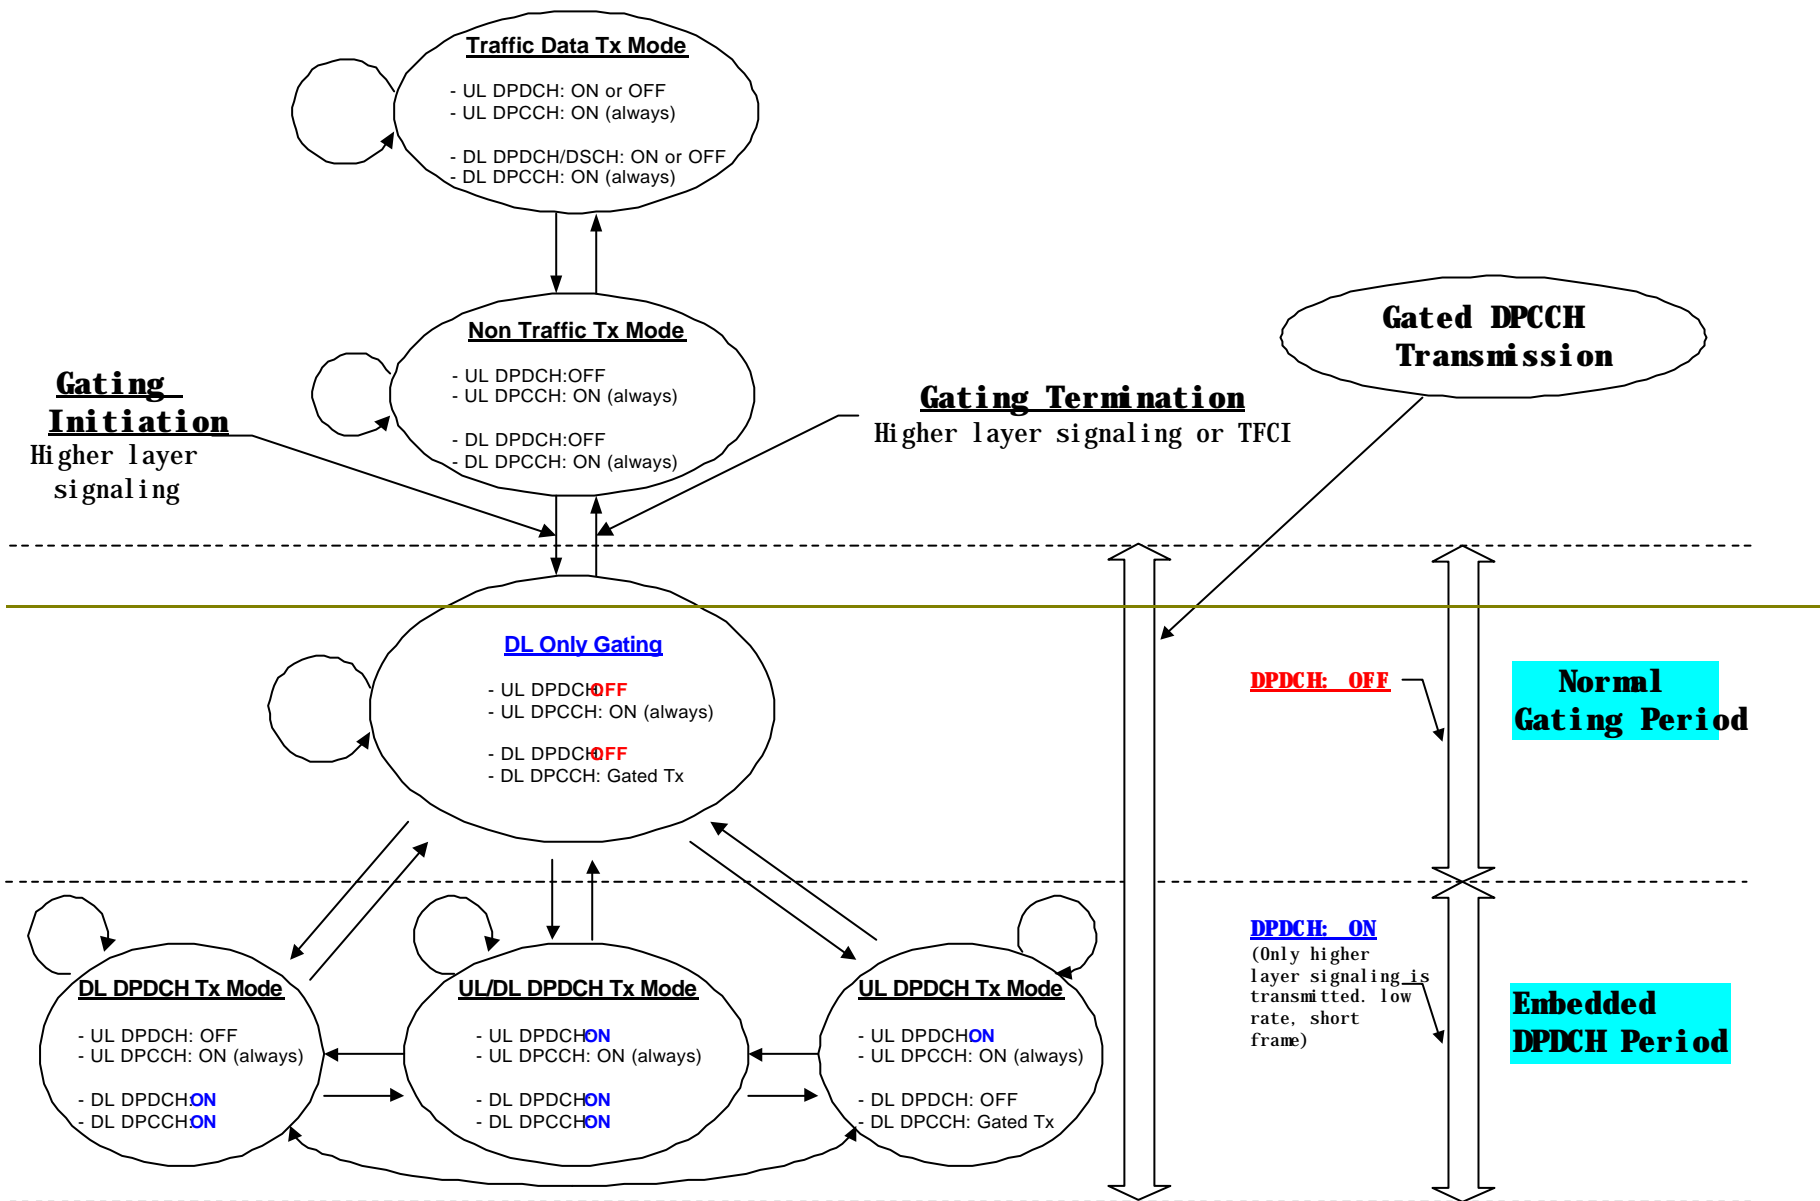 Traffic Data Tx Mode
- UL DPDCH: ON or OFF
- UL DPCCH: ON (always)
- DL DPDCH/DSCH: ON or OFF
- DL DPCCH: ON (always)
Non Traffic Tx Mode
- UL DPDCH:OFF
- UL DPCCH: ON (always)
- DL DPDCH:OFF
- DL DPCCH: ON (always)
Gating
Initiation
Higher layer
signaling
Gating Termination
Higher layer signaling or TFCI
Gated DPCCH
Transmission
DL Only Gating
- UL DPDCH:OFF
- UL DPCCH: ON (always)
- DL DPDCH:OFF
- DL DPCCH: Gated Tx
DPDCH: OFF
Normal
Gating Period
DL DPDCH Tx Mode
- UL DPDCH: OFF
- UL DPCCH: ON (always)
- DL DPDCH:ON
- DL DPCCH:ON
UL/DL DPDCH Tx Mode
- UL DPDCH:ON
- UL DPCCH: ON (always)
- DL DPDCH:ON
- DL DPCCH:ON
UL DPDCH Tx Mode
- UL DPDCH:ON
- UL DPCCH: ON (always)
- DL DPDCH: OFF
- DL DPCCH: Gated Tx
DPDCH: ON
(Only higher
layer signaling is
transmitted. low
rate, short
frame)
Embedded
DPDCH Period